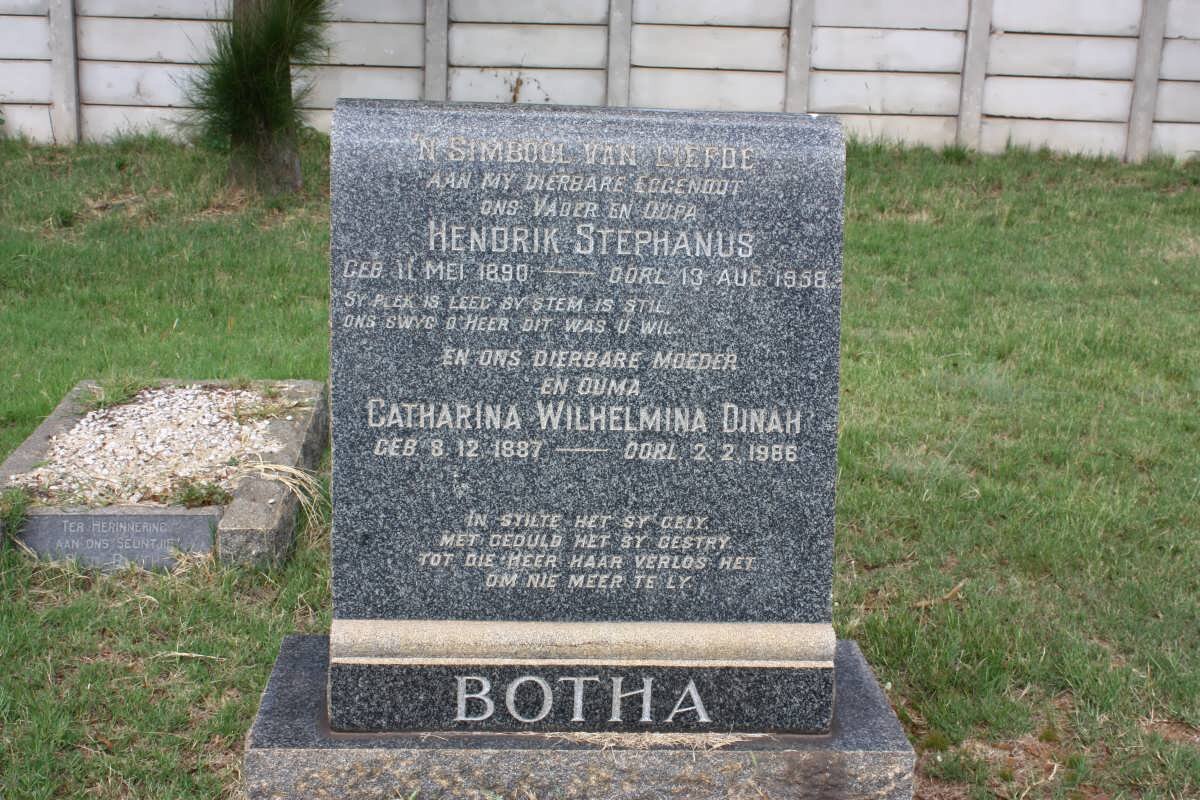 'N SIMBOOL VAN LIEFDE
AAN MY DIERBARE EGGENOOT
ONS VADER EN OUPA
HENDRIK STEPHANUS
GEB. 11 MEI 1890 — OORL. 13 AUG. 1958.
SY PLEK IS LEEG SY STEM IS STIL.
ONS SWYG O'HEER DIT WAS U WIL.
EN ONS DIERBARE MOEDER
EN OUMA
CATHARINA WILHELMINA DINAH
GEB. 8.12.1887 — OORL. 2.2.1986
IN STILTE HET SY GELY.
MET GEDULD HET SY GESTRY.
TOT DIE HEER HAAR VERLOS HET
OM NIE MEER TE LY.
BOTHA
TER HERINNERING
AAN ONS SEUNTJIE